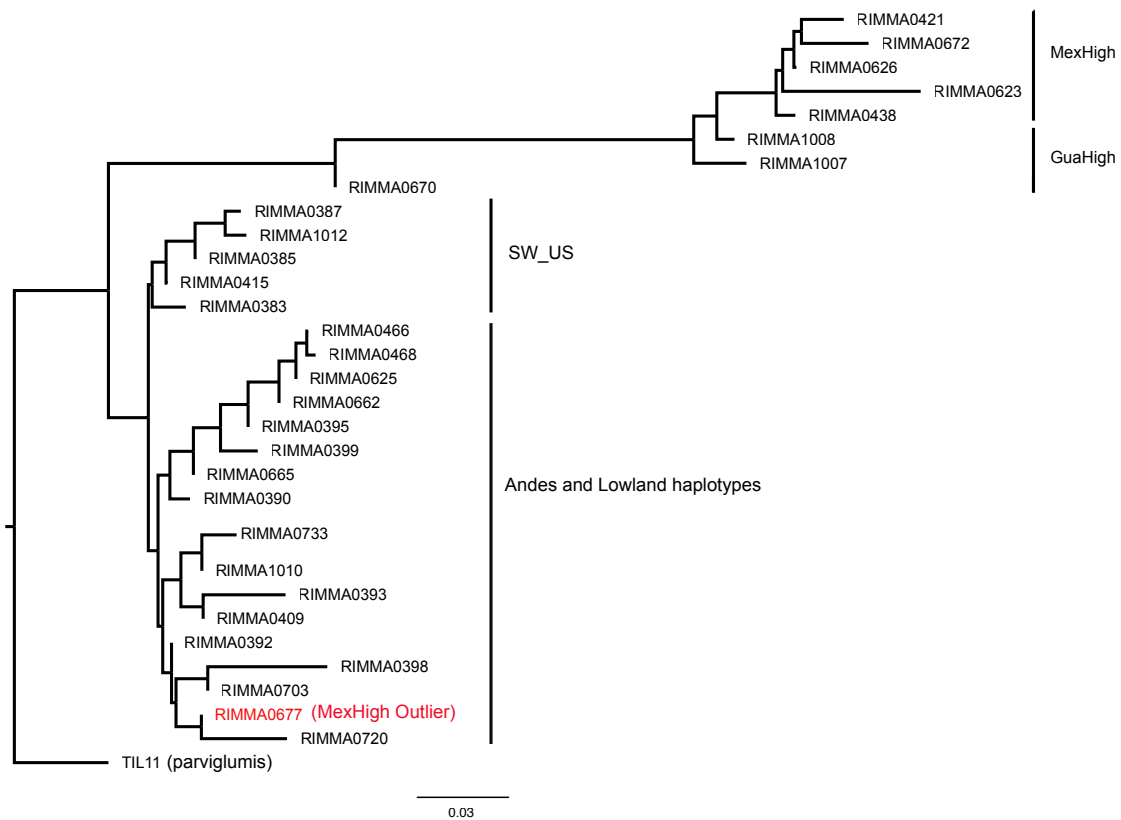 RIMMA0421
RIMMA0672
MexHigh
RIMMA0626
RIMMA0623
RIMMA0438
RIMMA1008
GuaHigh
RIMMA1007
RIMMA0670
RIMMA0387
RIMMA1012
SW_US
RIMMA0385
RIMMA0415
RIMMA0383
RIMMA0466
RIMMA0468
RIMMA0625
RIMMA0662
RIMMA0395
RIMMA0399
RIMMA0665
Andes and Lowland haplotypes
RIMMA0390
RIMMA0733
RIMMA1010
RIMMA0393
RIMMA0409
RIMMA0392
RIMMA0398
RIMMA0703
RIMMA0677 (MexHigh Outlier)
RIMMA0720
TIL11 (parviglumis)
0.03